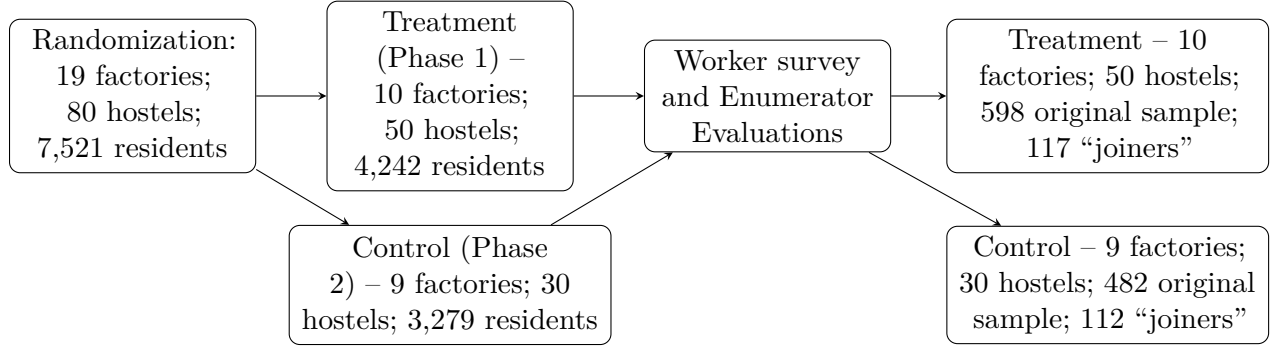 Randomization:
19 factories;
80 hostels;
7,521 residents
Treatment
(Phase 1) –
10 factories;
50 hostels;
4,242 residents
Control (Phase
2) – 9 factories; 30
hostels; 3,279 residents
Worker survey
and Enumerator
Evaluations
Treatment – 10
factories; 50 hostels;
598 original sample;
117 “joiners”
Control – 9 factories;
30 hostels; 482 original
sample; 112 “joiners”